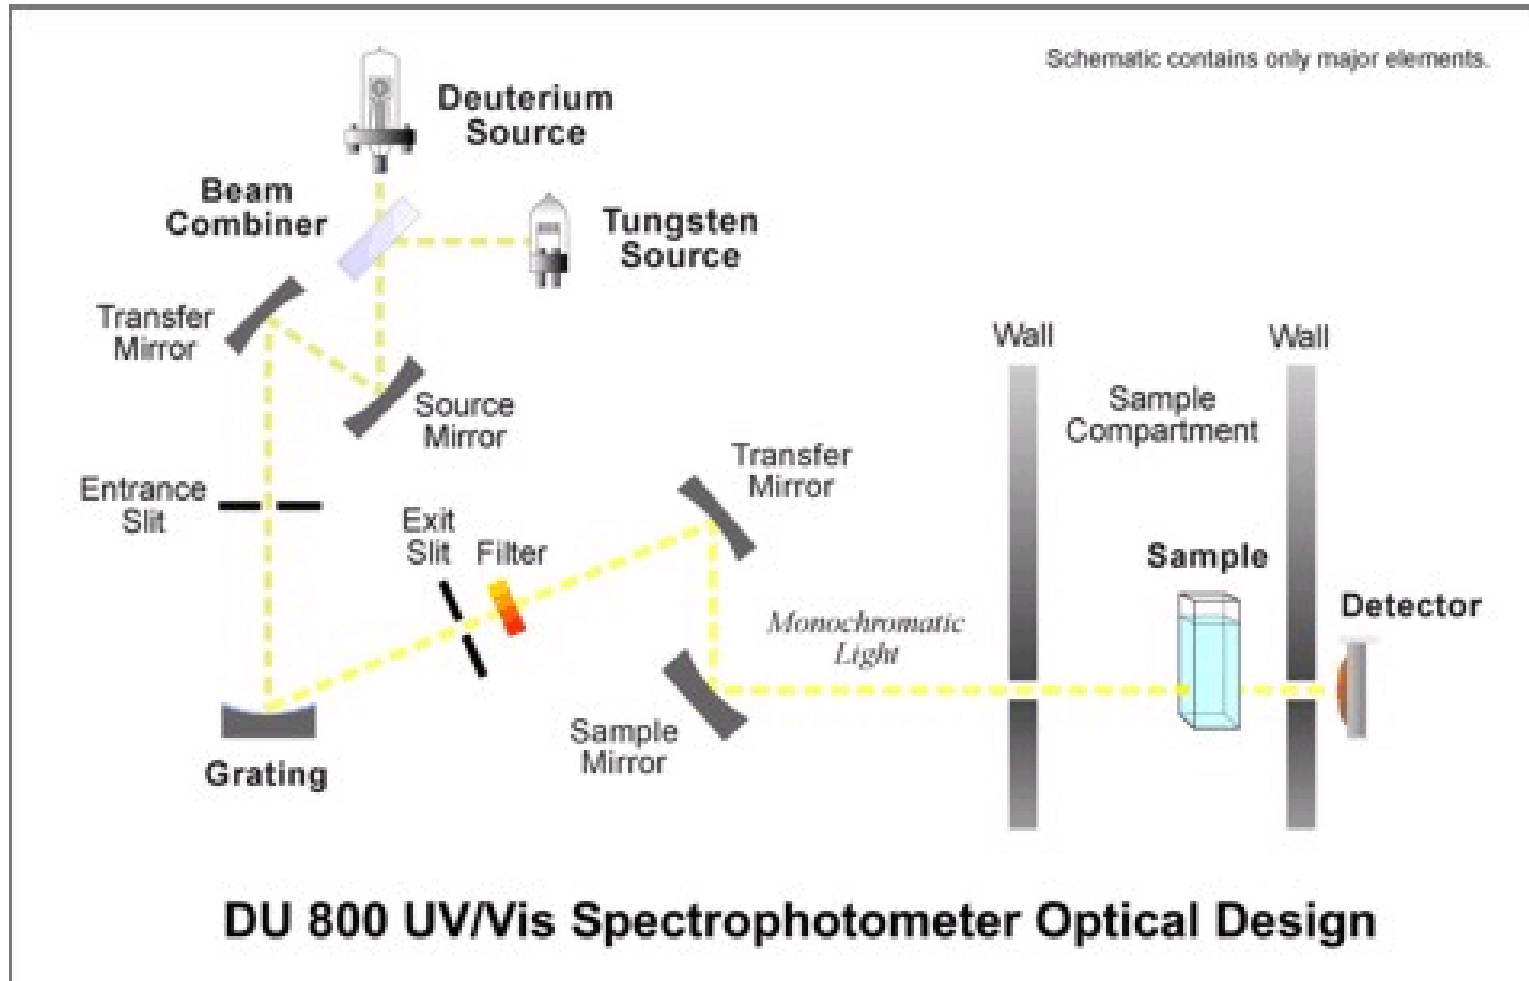 Schematic contains only major elements.
Deuterium
Source
Beam
Combiner
Tungsten
Source
Transfer
Mirror
Source
Mirror
Entrance
Slit
Exit
Slit
Filter
Transfer
Mirror
Wall
Wall
Sample
Compartment
Sample
Detector
Monochromatic
Light
Sample
Mirror
Grating
DU 800 UV/Vis Spectrophotometer Optical Design